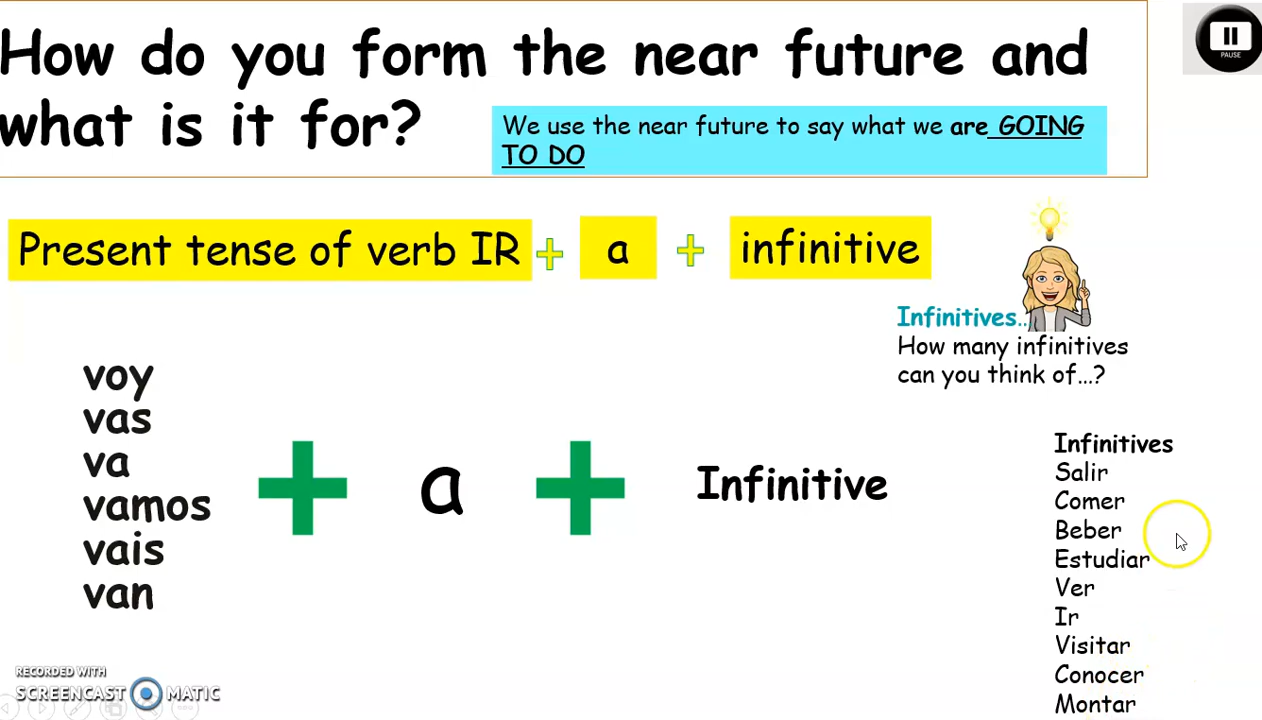 How do you form the near future and
what is it for?
PAUSE
We use the near future to say what we are GOING
TO DO
Present tense of verb IR + a + infinitive
Infinitives...
How many infinitives
can you think of...?
voy
vas
va
vamos
vais
van
+ a + Infinitive
Infinitives
Salir
Comer
Beber
Estudiar
Ver
Ir
Visitar
Conocer
Montar
RECORDED WITH
SCREENCAST MATIC